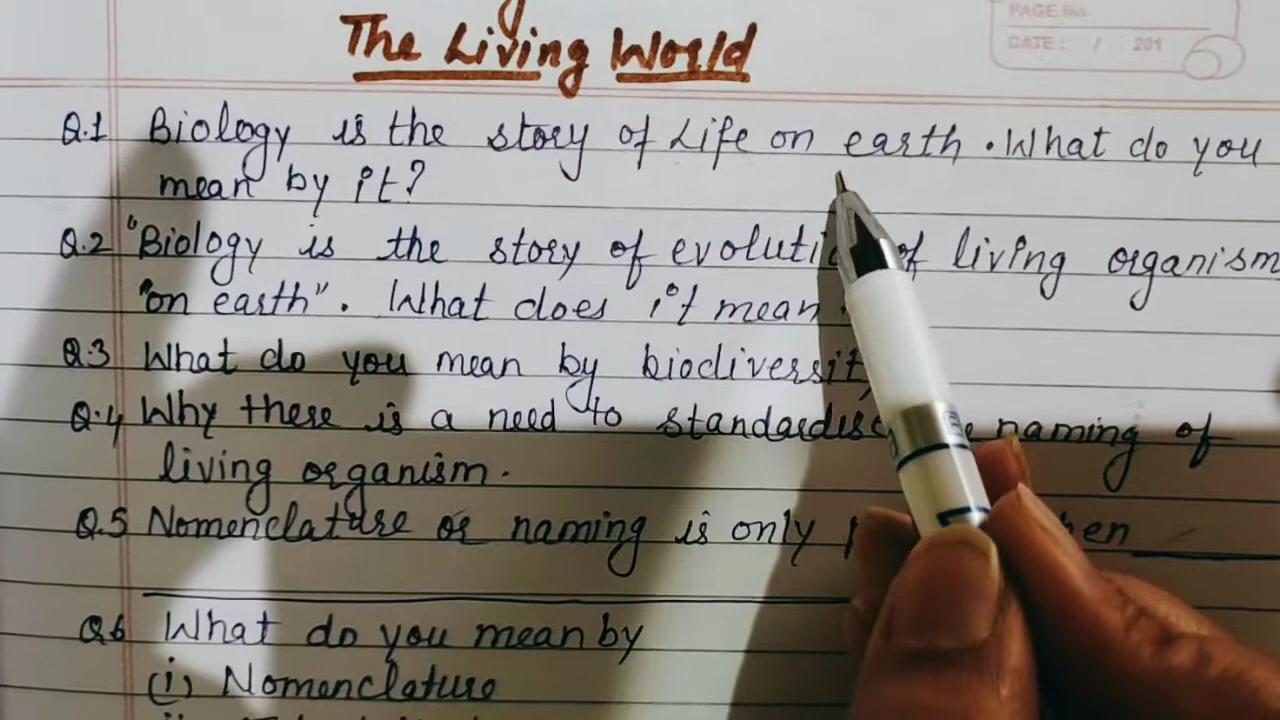 PAGE No.
DATE: / 201
The Living World
Q.1 Biology is the story of Life on earth. What do you
mean by it?
Q.2 "Biology is the story of evoluti of living organism
"on earth". What does it mean
Q.3 What do you mean by biodiversit
Q.4 Why there is a need to standardise naming of
living organism.
Q.5 Nomenclature or naming is only hen
Q6 What do you mean by
(i) Nomenclature